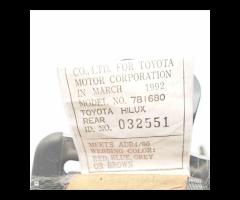 CO., LTD. FOR TOYOTA
MOTOR CORPORATION
IN MARCH 1992
MODEL NO. 7B1680
TOYOTA HILUX
REAR
ID. NO. 032551
MEETS ADR4/00
WEBBING COLOR:
RED, BLUE, GREY
OR BROWN